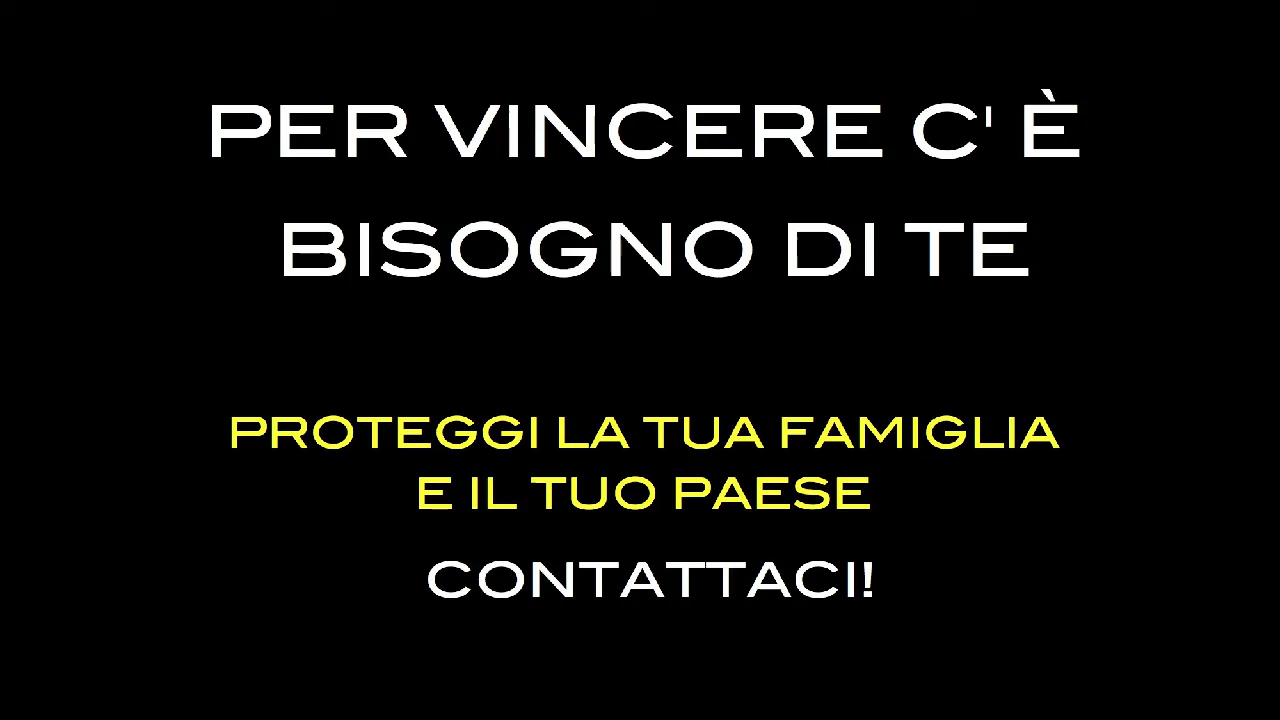 PER VINCERE C' È
BISOGNO DI TE
PROTEGGI LA TUA FAMIGLIA
E IL TUO PAESE
CONTATTACI!